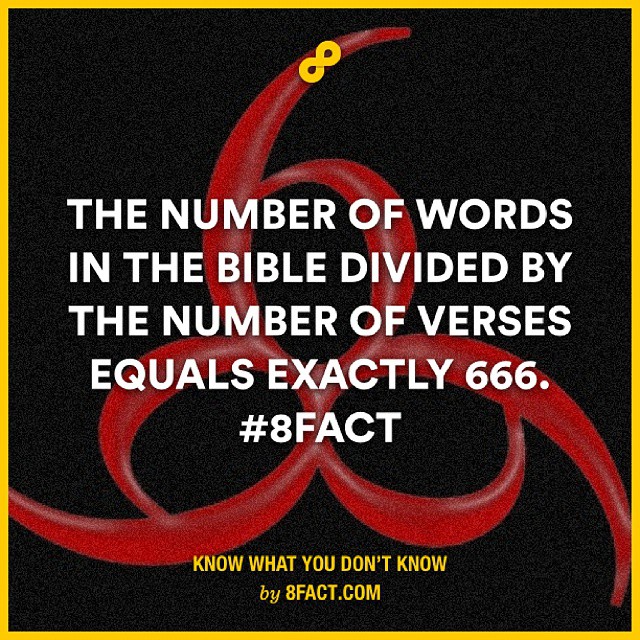 THE NUMBER OF WORDS
IN THE BIBLE DIVIDED BY
THE NUMBER OF VERSES
EQUALS EXACTLY 666.
#8FACT
KNOW WHAT YOU DON'T KNOW
by 8FACT.COM